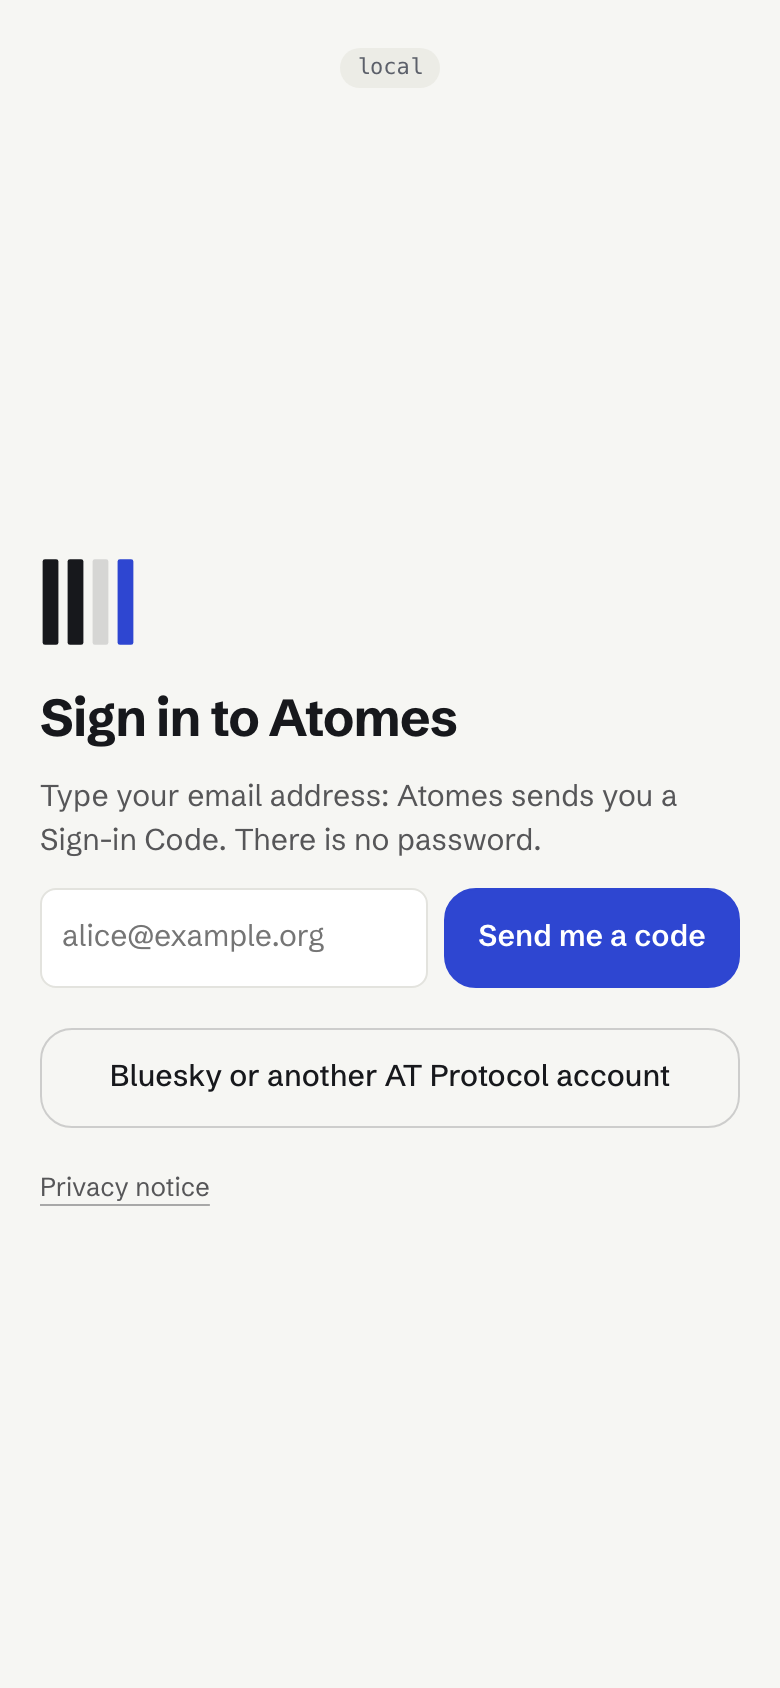 local
Sign in to Atomes
Type your email address: Atomes sends you a
Sign-in Code. There is no password.
alice@example.org
Send me a code
Bluesky or another AT Protocol account
Privacy notice